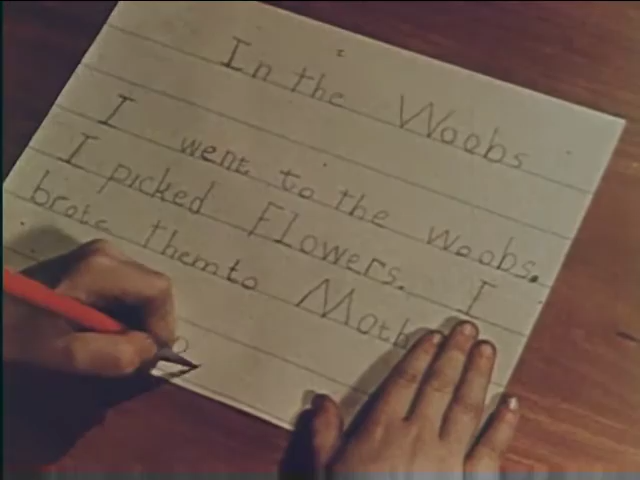 In the Woobs
I went to the woobs.
I picked Flowers. I
brote themto Moth